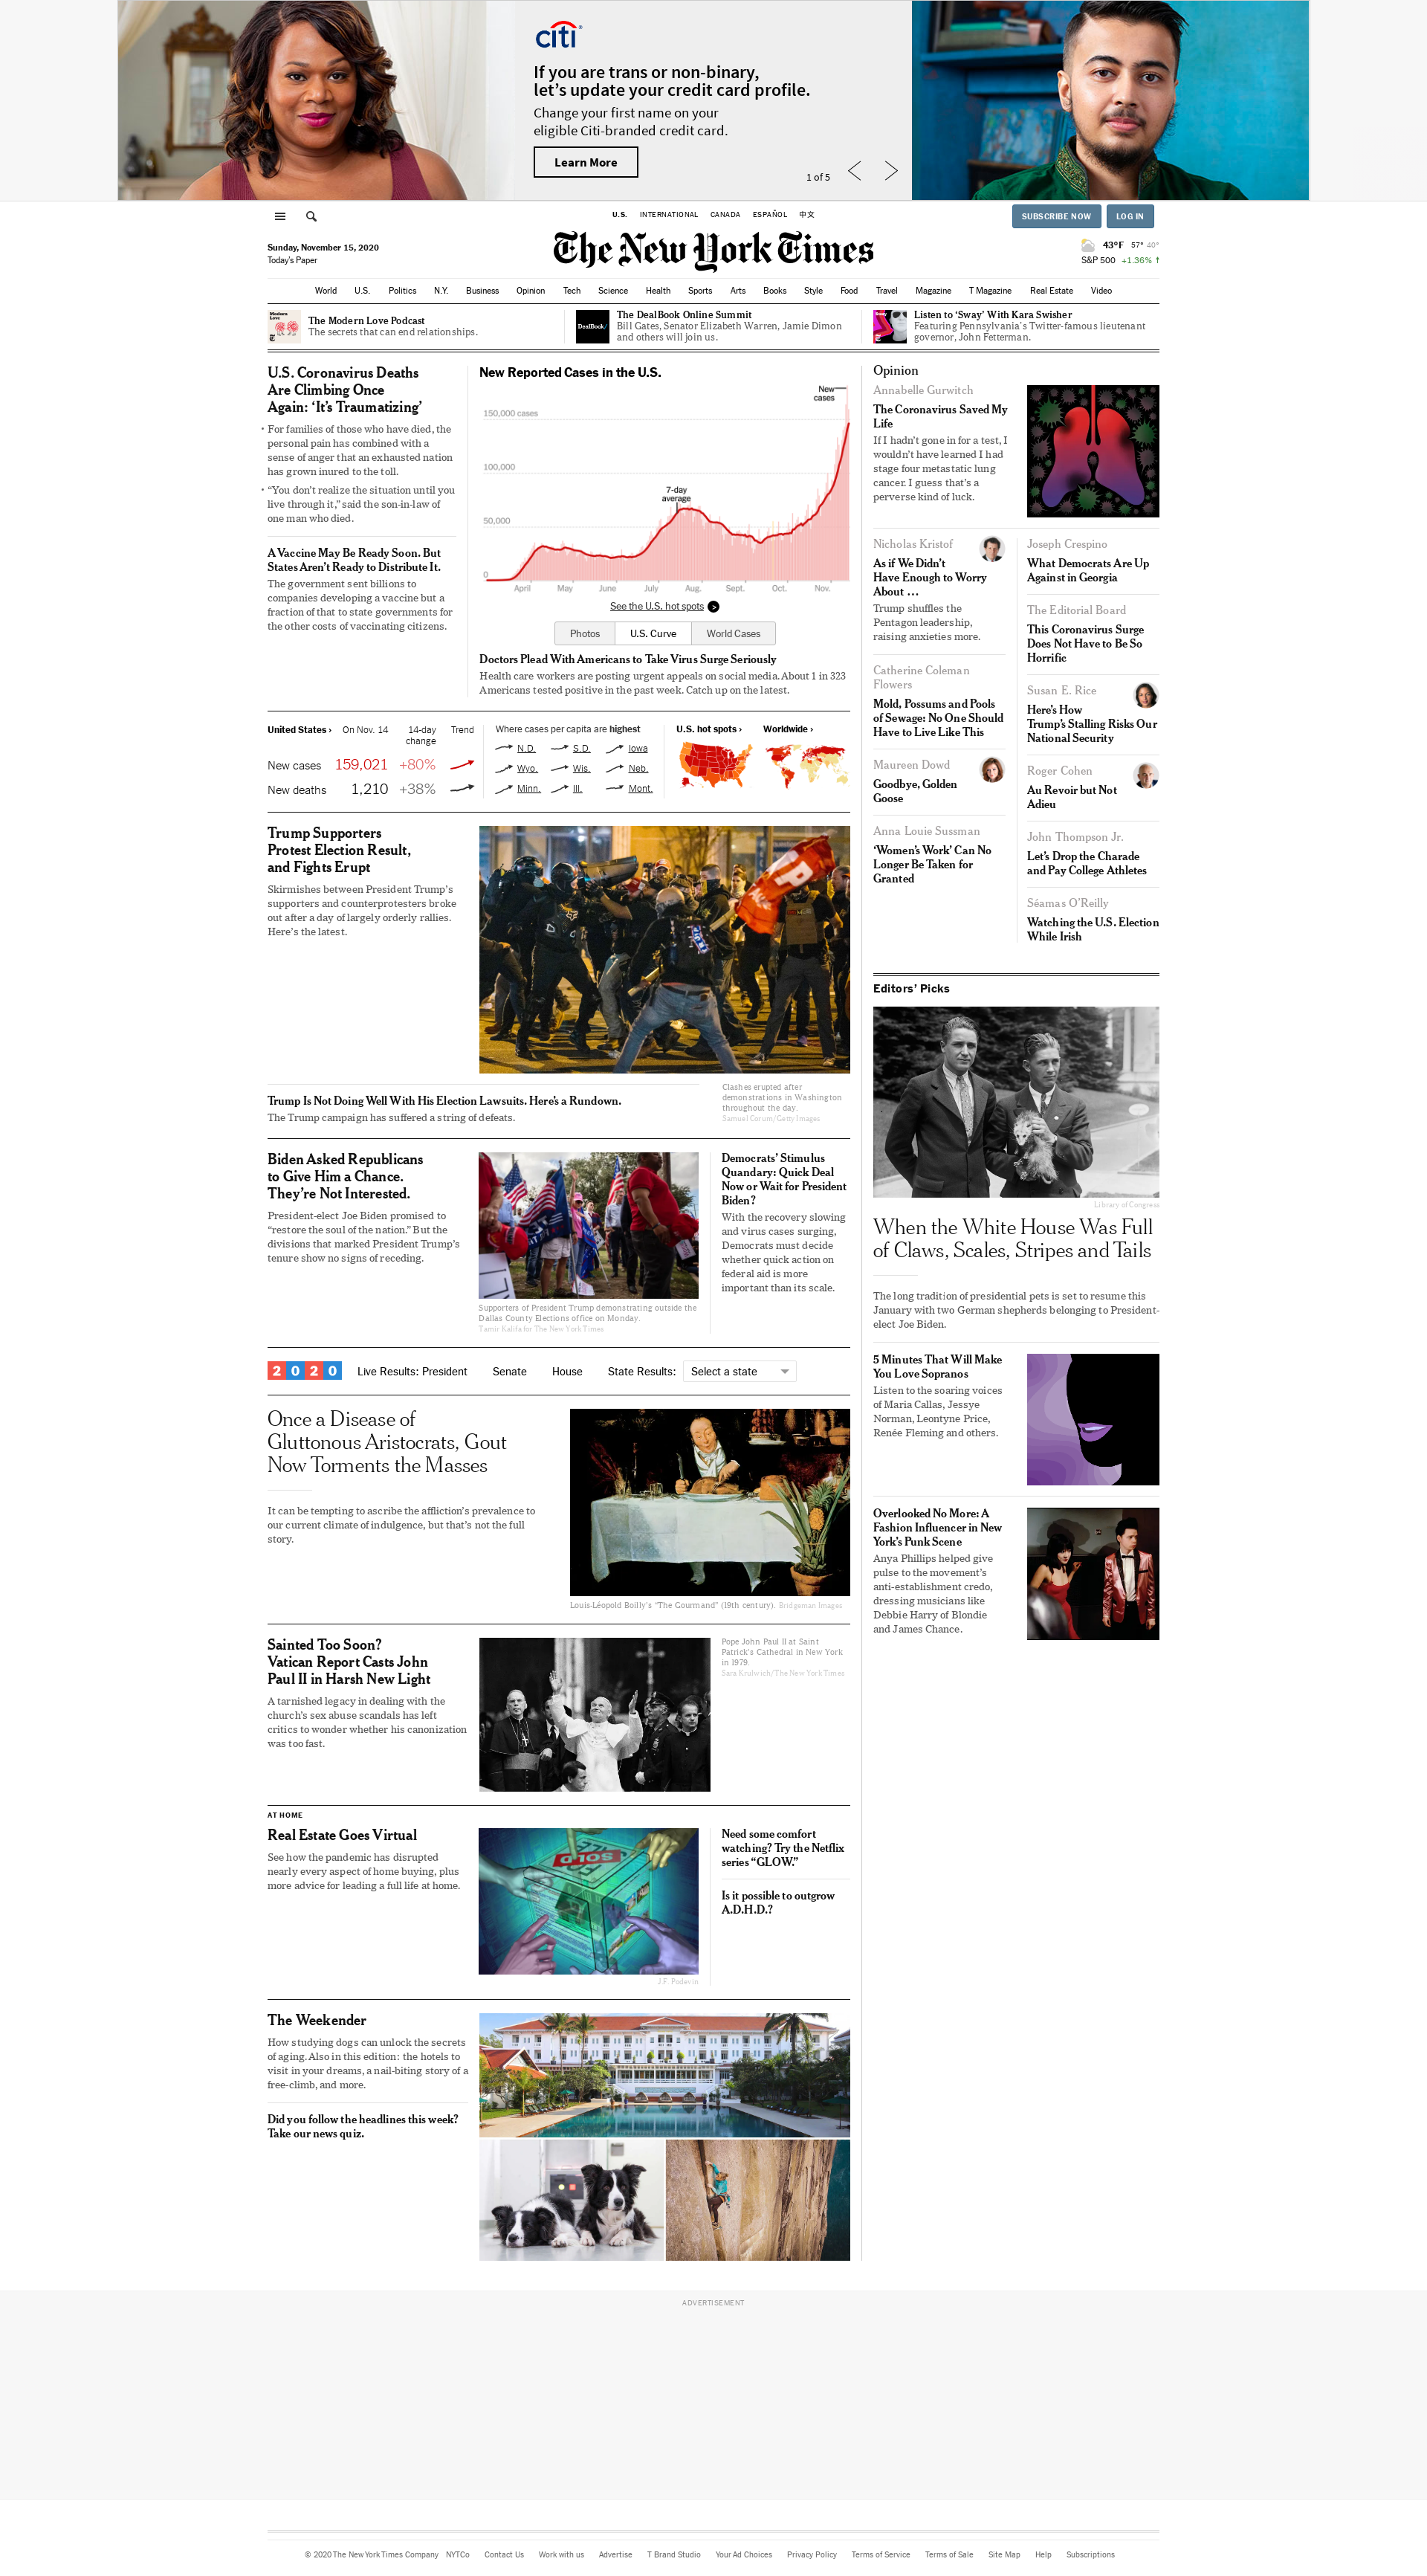 citi
If you are trans or non-binary,
let's update your credit card profile.
Change your first name on your
eligible Citi-branded credit card.
Learn More
1 of 5
U.S. INTERNATIONAL CANADA ESPAÑOL 中文
SUBSCRIBE NOW LOG IN
Sunday, November 15, 2020
Today's Paper
The New York Times
43°F 57° 40°
S&P 500 +1.36% ↑
World U.S. Politics N.Y. Business Opinion Tech Science Health Sports Arts Books Style Food Travel Magazine T Magazine Real Estate Video
Modern Love
The Modern Love Podcast
The secrets that can end relationships.
DealBook/
The DealBook Online Summit
Bill Gates, Senator Elizabeth Warren, Jamie Dimon
and others will join us.
Listen to ‘Sway’ With Kara Swisher
Featuring Pennsylvania's Twitter-famous lieutenant
governor, John Fetterman.
U.S. Coronavirus Deaths
Are Climbing Once
Again: ‘It’s Traumatizing’
• For families of those who have died, the
personal pain has combined with a
sense of anger that an exhausted nation
has grown inured to the toll.
• “You don’t realize the situation until you
live through it,” said the son-in-law of
one man who died.
A Vaccine May Be Ready Soon. But
States Aren’t Ready to Distribute It.
The government sent billions to
companies developing a vaccine but a
fraction of that to state governments for
the other costs of vaccinating citizens.
New Reported Cases in the U.S.
New
cases
150,000 cases
100,000
7-day
average
50,000
0
April May June July Aug. Sept. Oct. Nov.
See the U.S. hot spots >
Photos U.S. Curve World Cases
Doctors Plead With Americans to Take Virus Surge Seriously
Health care workers are posting urgent appeals on social media. About 1 in 323
Americans tested positive in the past week. Catch up on the latest.
United States › On Nov. 14 14-day
change Trend
New cases 159,021 +80%
New deaths 1,210 +38%
Where cases per capita are highest
N.D. S.D. Iowa
Wyo. Wis. Neb.
Minn. Ill. Mont.
U.S. hot spots › Worldwide ›
Trump Supporters
Protest Election Result,
and Fights Erupt
Skirmishes between President Trump’s
supporters and counterprotesters broke
out after a day of largely orderly rallies.
Here’s the latest.
Clashes erupted after
demonstrations in Washington
throughout the day.
Samuel Corum/Getty Images
Trump Is Not Doing Well With His Election Lawsuits. Here’s a Rundown.
The Trump campaign has suffered a string of defeats.
Biden Asked Republicans
to Give Him a Chance.
They’re Not Interested.
President-elect Joe Biden promised to
“restore the soul of the nation.” But the
divisions that marked President Trump’s
tenure show no signs of receding.
Supporters of President Trump demonstrating outside the
Dallas County Elections office on Monday.
Tamir Kalifa for The New York Times
Democrats’ Stimulus
Quandary: Quick Deal
Now or Wait for President
Biden?
With the recovery slowing
and virus cases surging,
Democrats must decide
whether quick action on
federal aid is more
important than its scale.
2020 Live Results: President Senate House State Results: Select a state
Once a Disease of
Gluttonous Aristocrats, Gout
Now Torments the Masses
It can be tempting to ascribe the affliction’s prevalence to
our current climate of indulgence, but that’s not the full
story.
Louis-Léopold Boilly’s “The Gourmand” (19th century). Bridgeman Images
Sainted Too Soon?
Vatican Report Casts John
Paul II in Harsh New Light
A tarnished legacy in dealing with the
church’s sex abuse scandals has left
critics to wonder whether his canonization
was too fast.
Pope John Paul II at Saint
Patrick’s Cathedral in New York
in 1979.
Sara Krulwich/The New York Times
AT HOME
Real Estate Goes Virtual
See how the pandemic has disrupted
nearly every aspect of home buying, plus
more advice for leading a full life at home.
SOLD
J.F. Podevin
Need some comfort
watching? Try the Netflix
series “GLOW.”
Is it possible to outgrow
A.D.H.D.?
The Weekender
How studying dogs can unlock the secrets
of aging. Also in this edition: the hotels to
visit in your dreams, a nail-biting story of a
free-climb, and more.
Did you follow the headlines this week?
Take our news quiz.
Opinion
Annabelle Gurwitch
The Coronavirus Saved My
Life
If I hadn’t gone in for a test, I
wouldn’t have learned I had
stage four metastatic lung
cancer. I guess that’s a
perverse kind of luck.
Nicholas Kristof
As if We Didn’t
Have Enough to Worry
About …
Trump shuffles the
Pentagon leadership,
raising anxieties more.
Catherine Coleman
Flowers
Mold, Possums and Pools
of Sewage: No One Should
Have to Live Like This
Maureen Dowd
Goodbye, Golden
Goose
Anna Louie Sussman
‘Women’s Work’ Can No
Longer Be Taken for
Granted
Joseph Crespino
What Democrats Are Up
Against in Georgia
The Editorial Board
This Coronavirus Surge
Does Not Have to Be So
Horrific
Susan E. Rice
Here’s How
Trump’s Stalling Risks Our
National Security
Roger Cohen
Au Revoir but Not
Adieu
John Thompson Jr.
Let’s Drop the Charade
and Pay College Athletes
Séamas O’Reilly
Watching the U.S. Election
While Irish
Editors’ Picks
Library of Congress
When the White House Was Full
of Claws, Scales, Stripes and Tails
The long tradition of presidential pets is set to resume this
January with two German shepherds belonging to President-
elect Joe Biden.
5 Minutes That Will Make
You Love Sopranos
Listen to the soaring voices
of Maria Callas, Jessye
Norman, Leontyne Price,
Renée Fleming and others.
Overlooked No More: A
Fashion Influencer in New
York’s Punk Scene
Anya Phillips helped give
pulse to the movement’s
anti-establishment credo,
dressing musicians like
Debbie Harry of Blondie
and James Chance.
ADVERTISEMENT
© 2020 The New York Times Company NYTCo Contact Us Work with us Advertise T Brand Studio Your Ad Choices Privacy Policy Terms of Service Terms of Sale Site Map Help Subscriptions